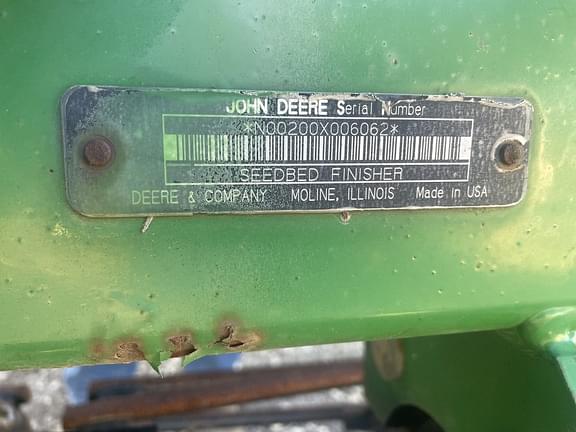 JOHN DEERE Serial Number
*N00200X006062*
SEEDBED FINISHER
DEERE & COMPANY MOLINE, ILLINOIS Made in USA